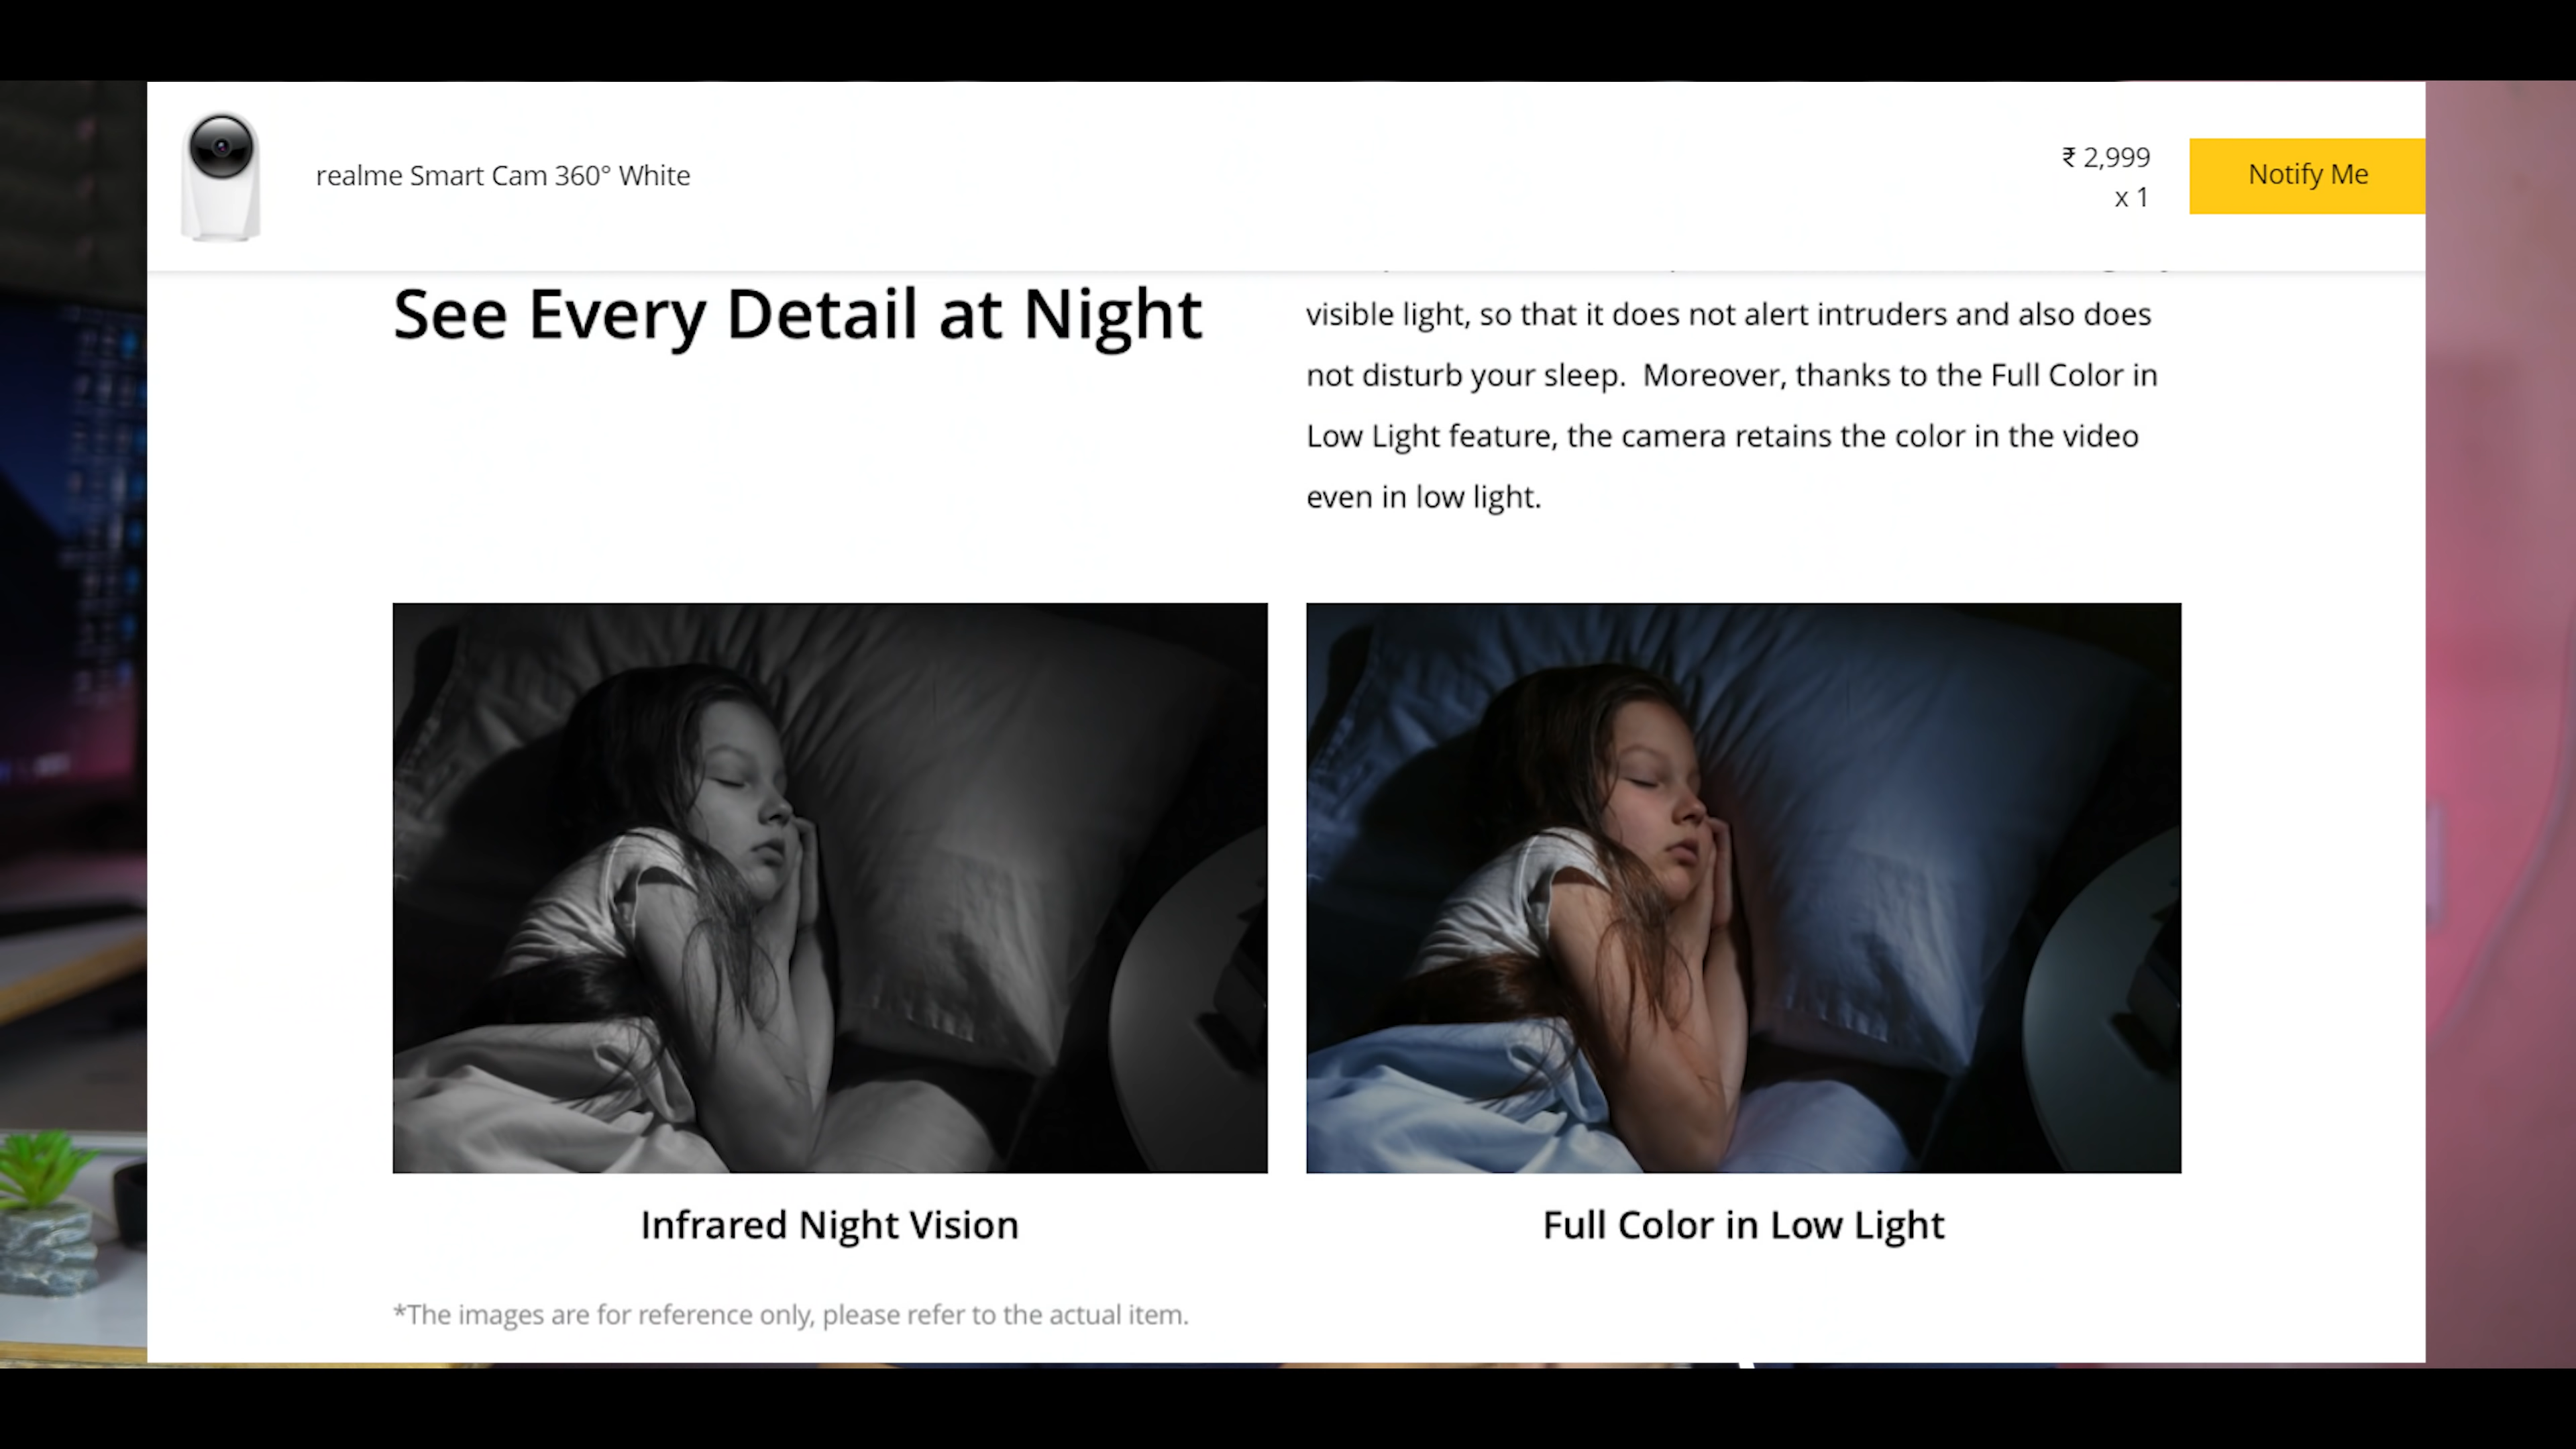 realme Smart Cam 360° White
₹ 2,999
x 1
Notify Me
See Every Detail at Night
visible light, so that it does not alert intruders and also does
not disturb your sleep.  Moreover, thanks to the Full Color in
Low Light feature, the camera retains the color in the video
even in low light.
Infrared Night Vision
Full Color in Low Light
*The images are for reference only, please refer to the actual item.